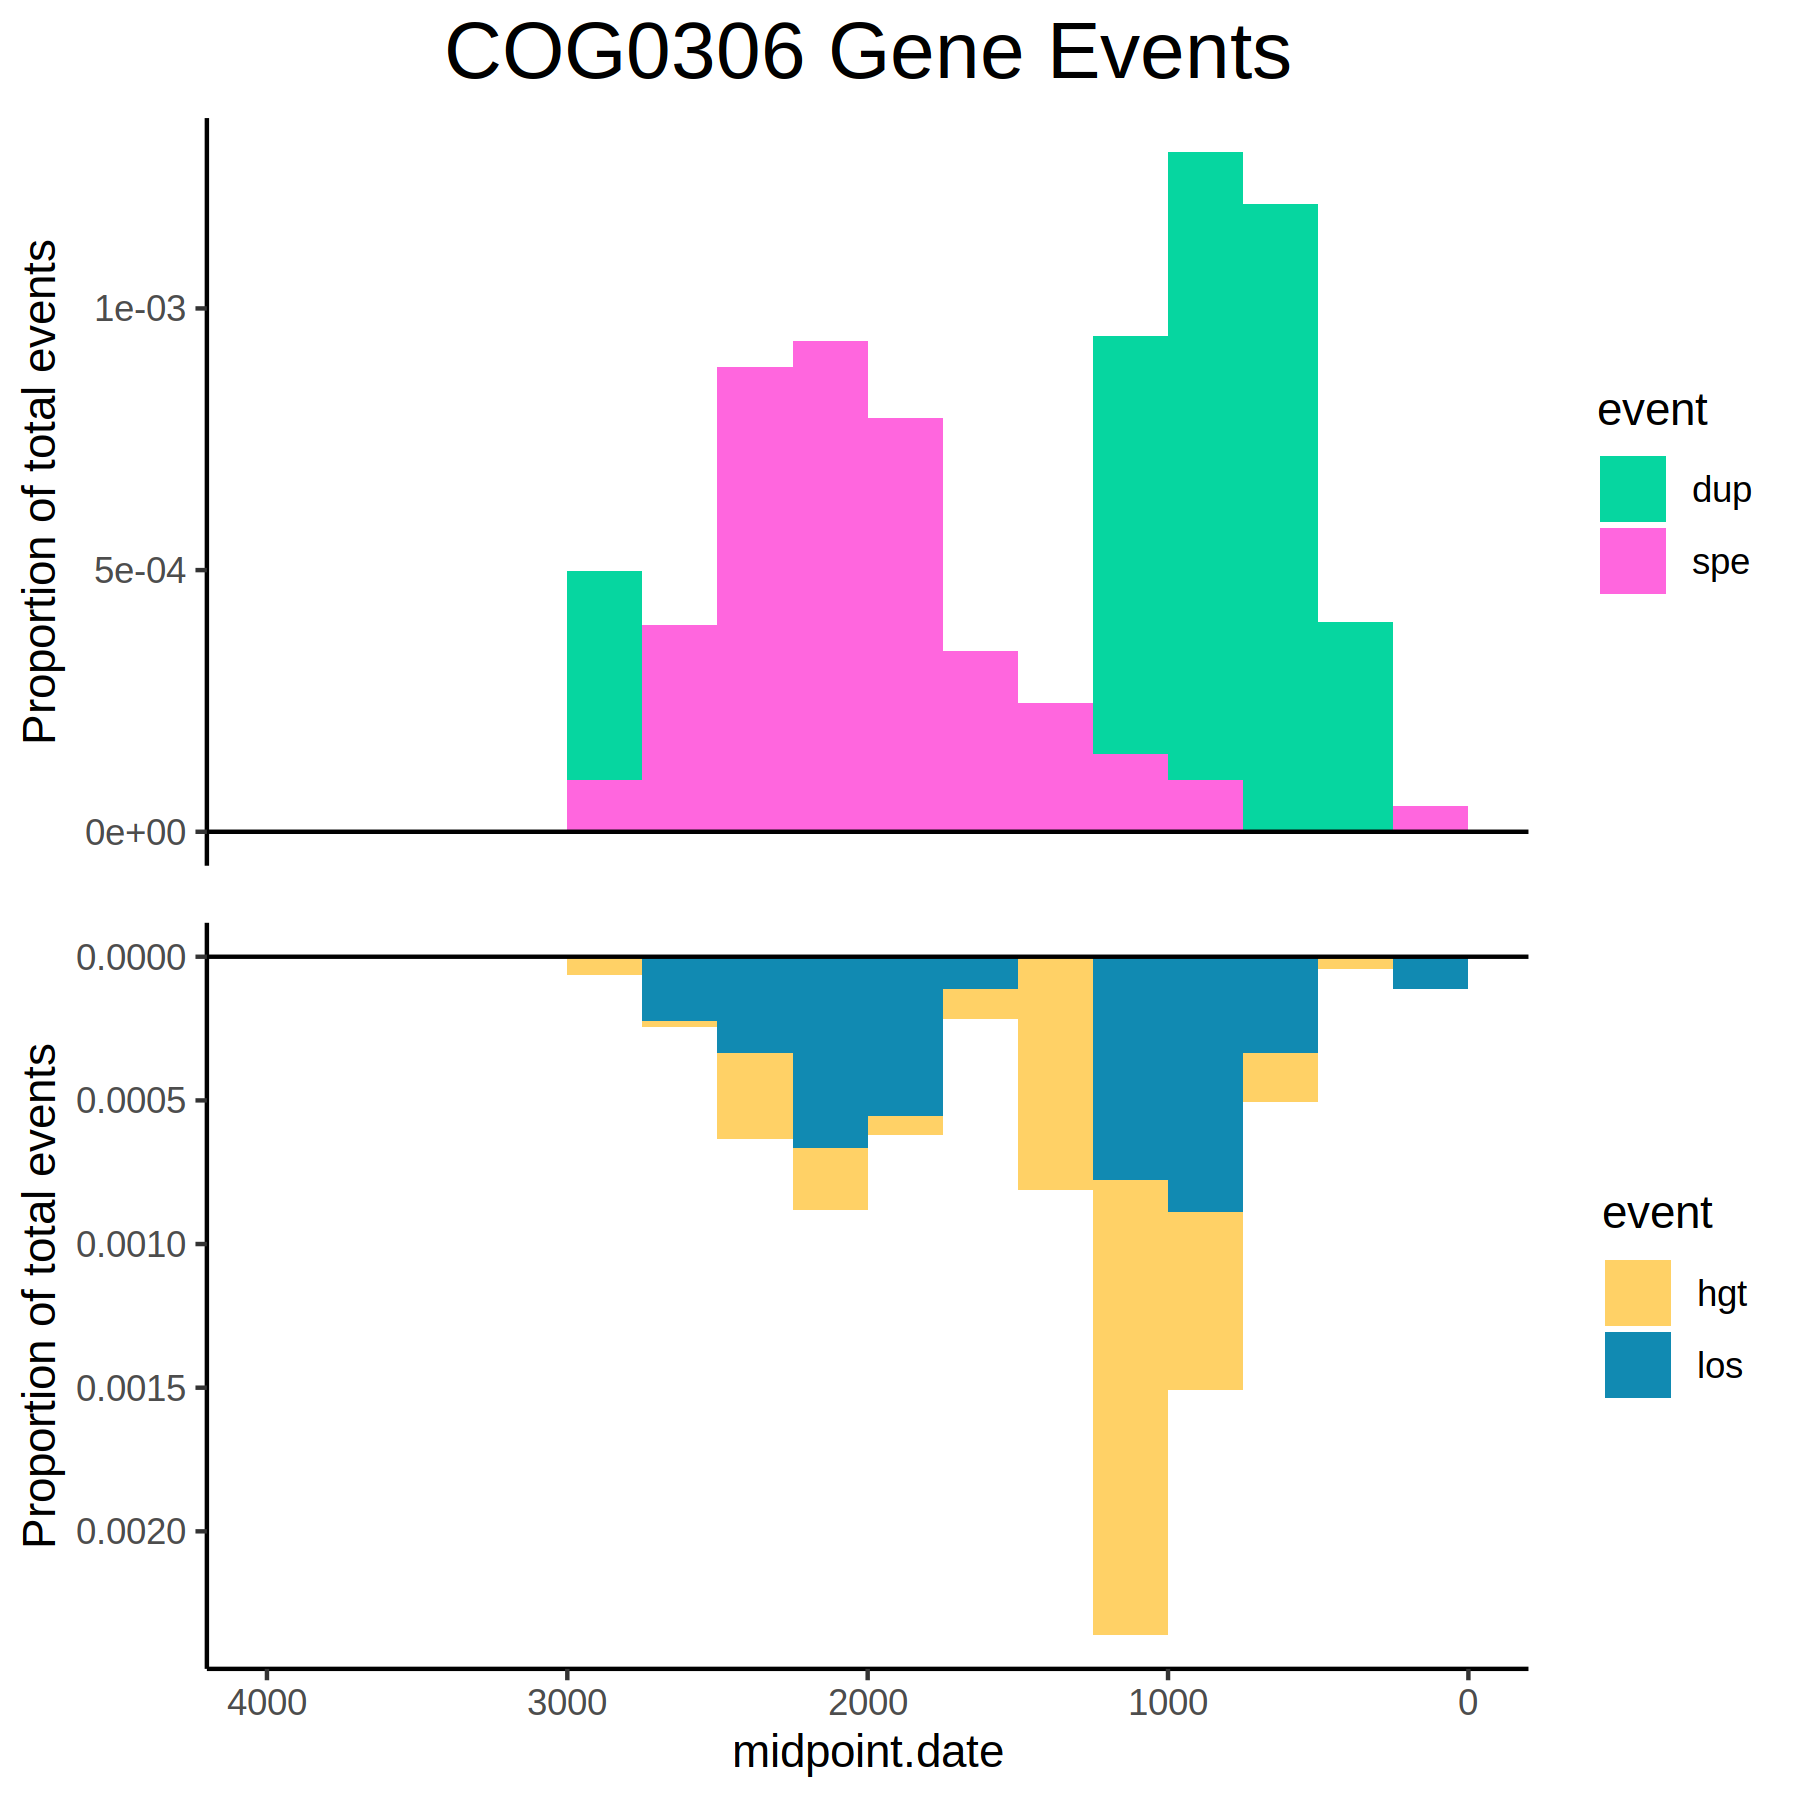 COG0306 Gene Events
Proportion of total events
1e-03
5e-04
0e+00
event
dup
spe
Proportion of total events
0.0000
0.0005
0.0010
0.0015
0.0020
event
hgt
los
4000 3000 2000 1000 0
midpoint.date